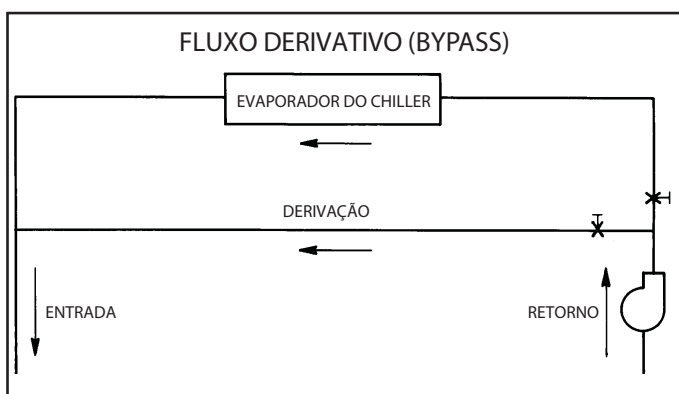 FLUXO DERIVATIVO (BYPASS)
EVAPORADOR DO CHILLER
DERIVAÇÃO
ENTRADA
RETORNO